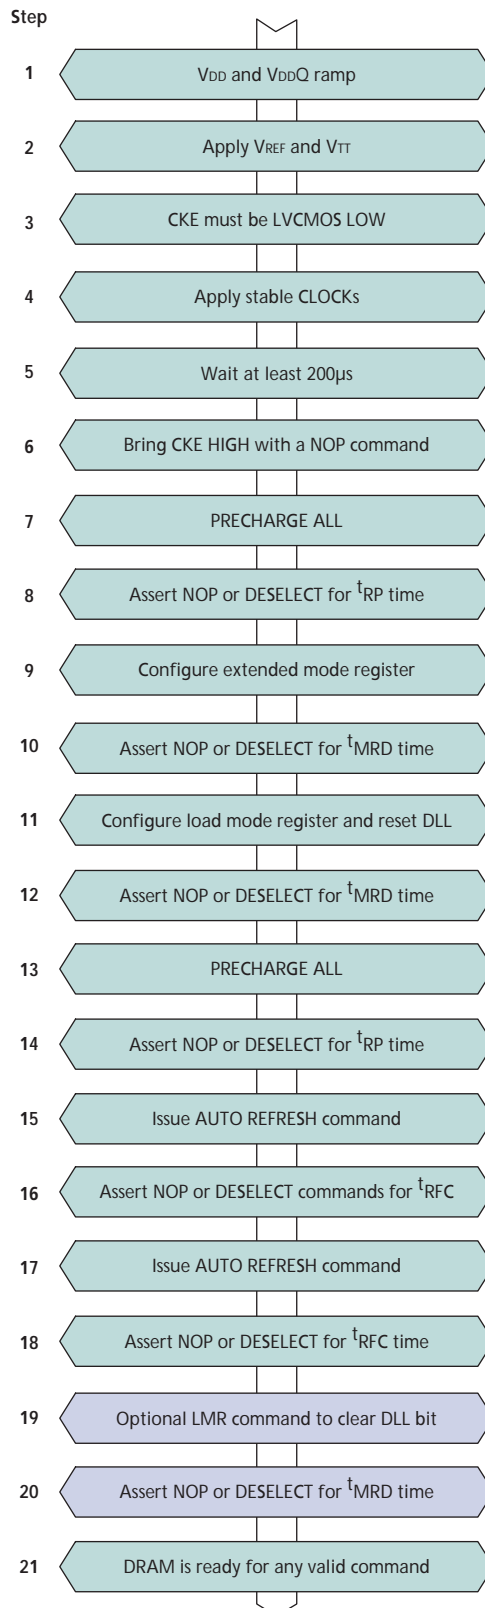 Step
1 VDD and VDDQ ramp
2 Apply VREF and VTT
3 CKE must be LVCMOS LOW
4 Apply stable CLOCKs
5 Wait at least 200μs
6 Bring CKE HIGH with a NOP command
7 PRECHARGE ALL
8 Assert NOP or DESELECT for tRP time
9 Configure extended mode register
10 Assert NOP or DESELECT for tMRD time
11 Configure load mode register and reset DLL
12 Assert NOP or DESELECT for tMRD time
13 PRECHARGE ALL
14 Assert NOP or DESELECT for tRP time
15 Issue AUTO REFRESH command
16 Assert NOP or DESELECT commands for tRFC
17 Issue AUTO REFRESH command
18 Assert NOP or DESELECT for tRFC time
19 Optional LMR command to clear DLL bit
20 Assert NOP or DESELECT for tMRD time
21 DRAM is ready for any valid command